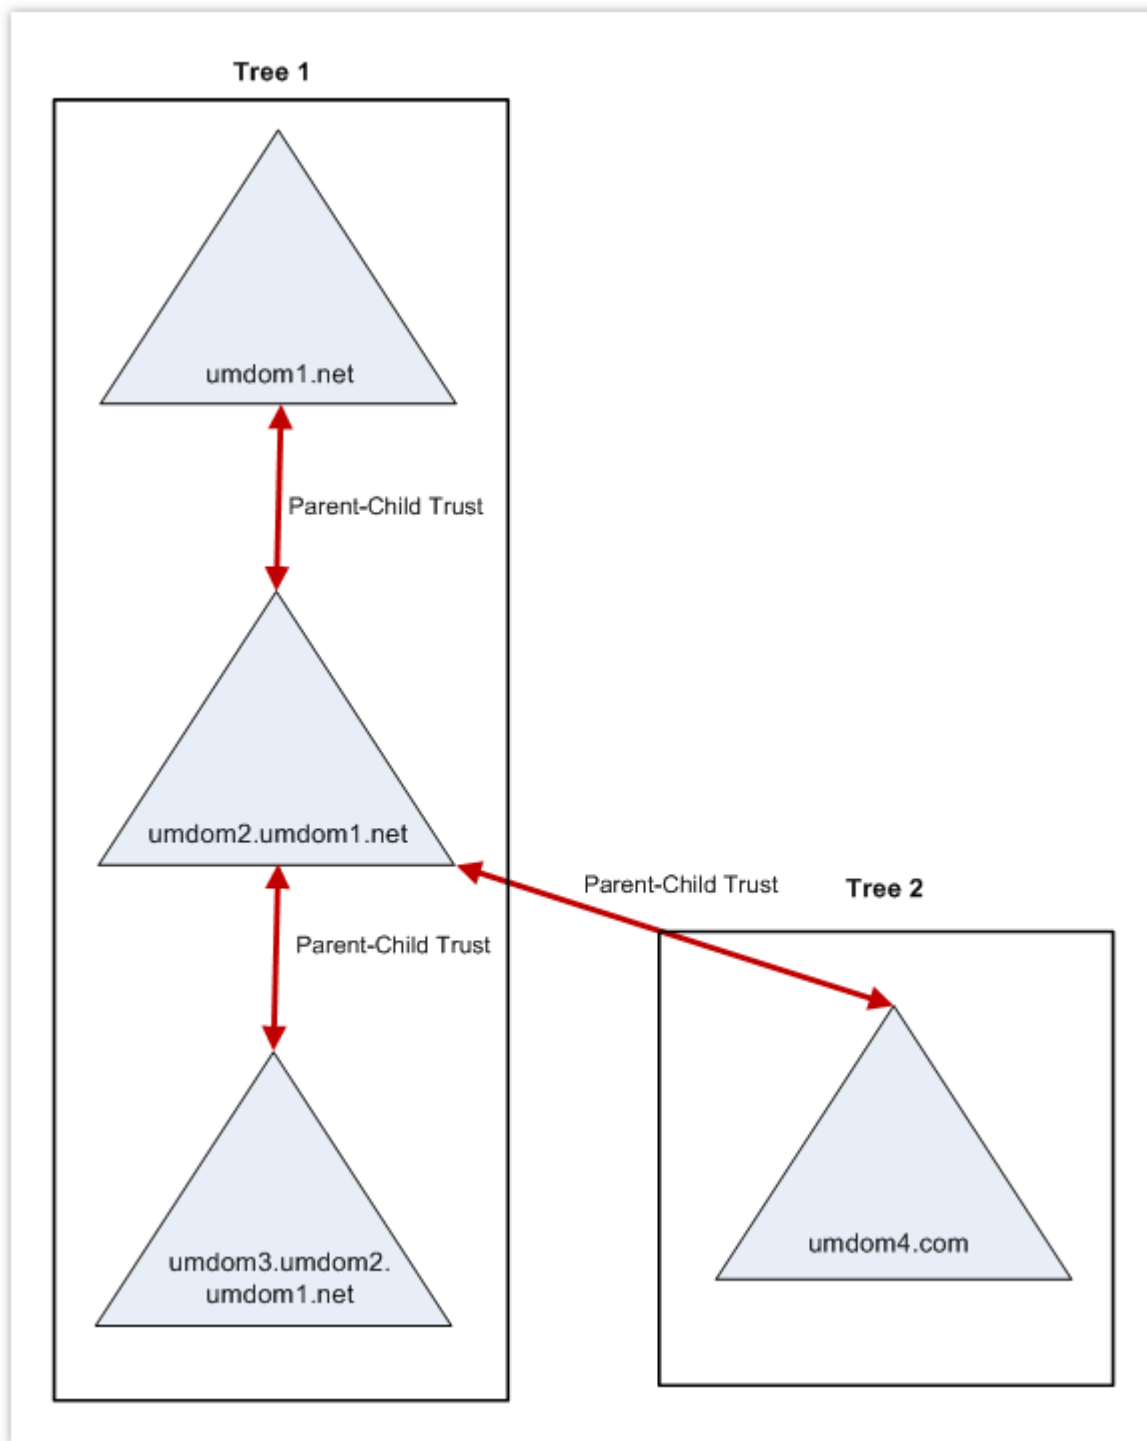 Tree 1
umdom1.net
Parent-Child Trust
umdom2.umdom1.net
Parent-Child Trust
Tree 2
Parent-Child Trust
umdom4.com
umdom3.umdom2.
umdom1.net